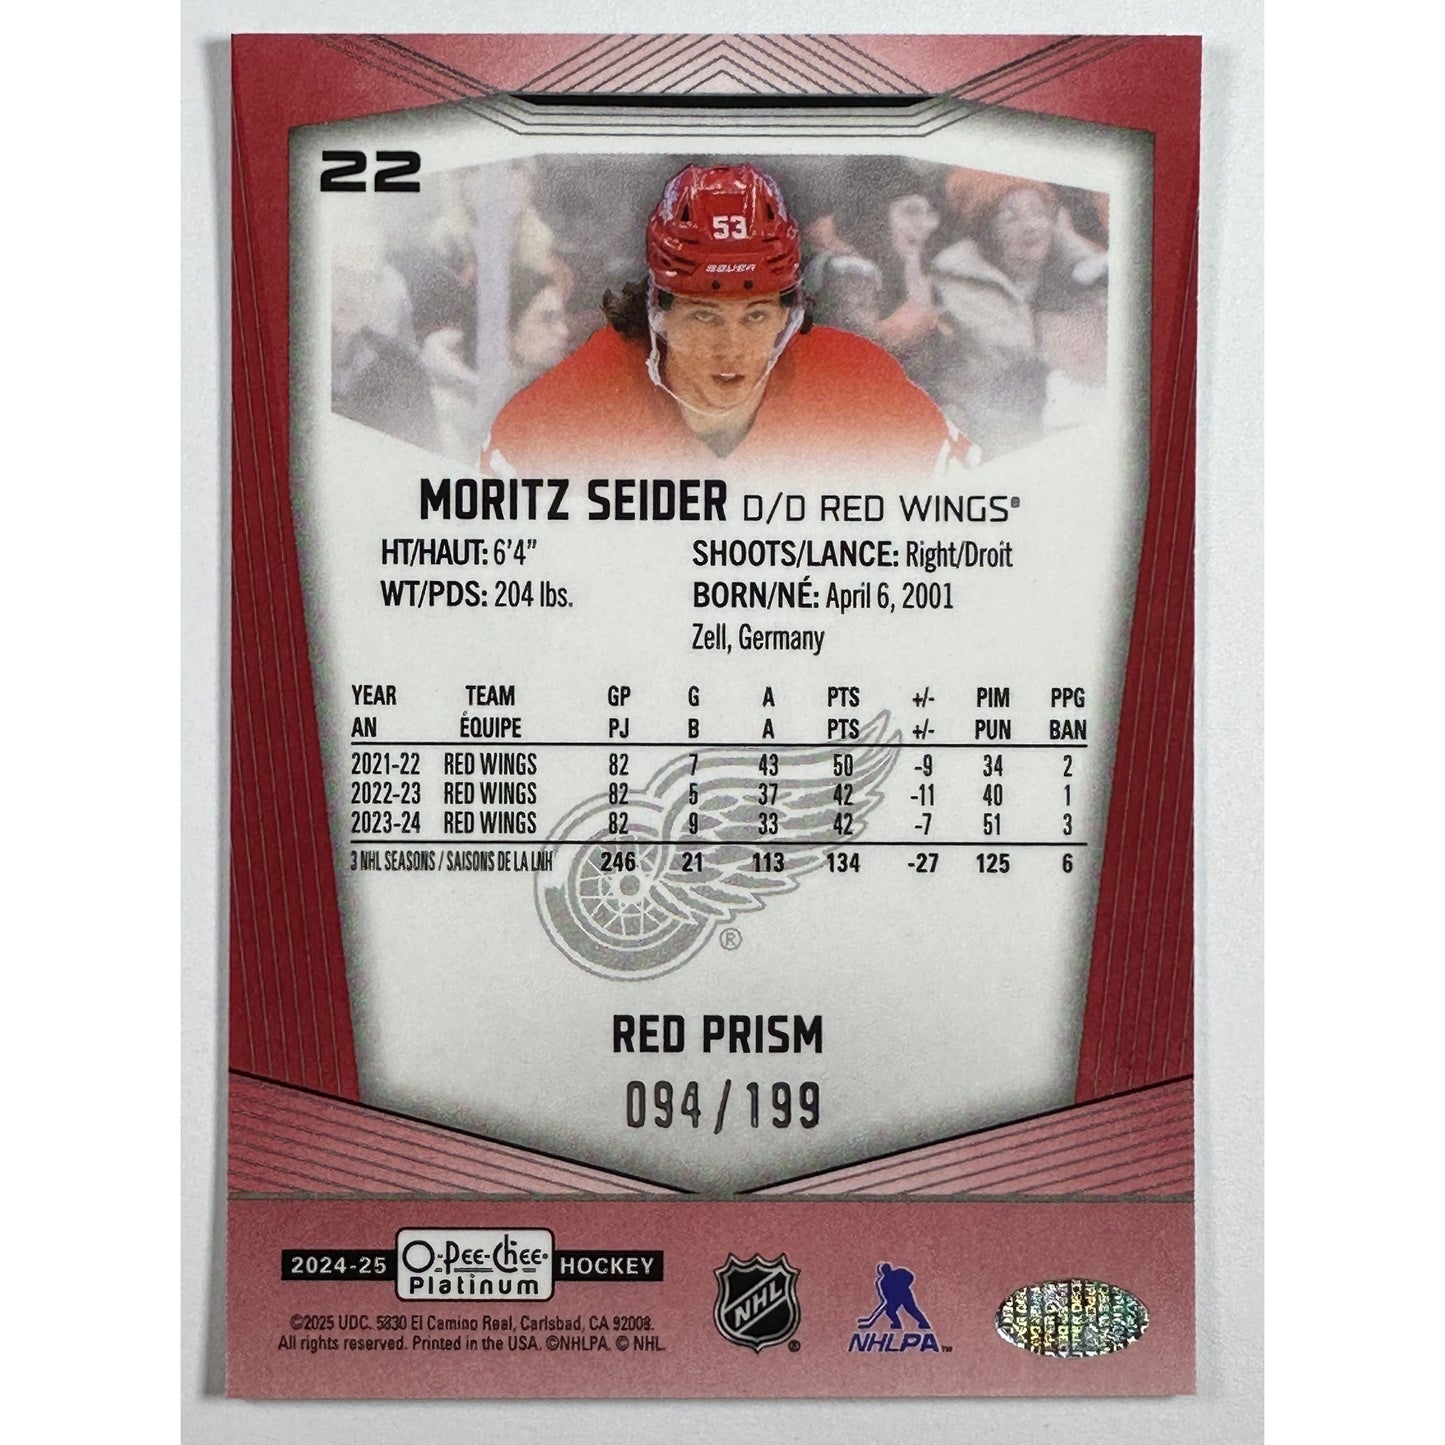 22
53
BAUER
MORITZ SEIDER D/D RED WINGS®
HT/HAUT: 6'4" SHOOTS/LANCE: Right/Droit
WT/PDS: 204 lbs. BORN/NÉ: April 6, 2001
Zell, Germany
YEAR TEAM GP G A PTS +/- PIM PPG
AN ÉQUIPE PJ B A PTS +/- PUN BAN
2021-22 RED WINGS 82 7 43 50 -9 34 2
2022-23 RED WINGS 82 5 37 42 -11 40 1
2023-24 RED WINGS 82 9 33 42 -7 51 3
3 NHL SEASONS / SAISONS DE LA LNH 246 21 113 134 -27 125 6
®
RED PRISM
094/199
2024-25 O-Pee-Chee® HOCKEY
Platinum
NHL ®
NHLPA™
©2025 UDC. 5830 El Camino Real, Carlsbad, CA 92008.
All rights reserved. Printed in the USA. ©NHLPA. © NHL.